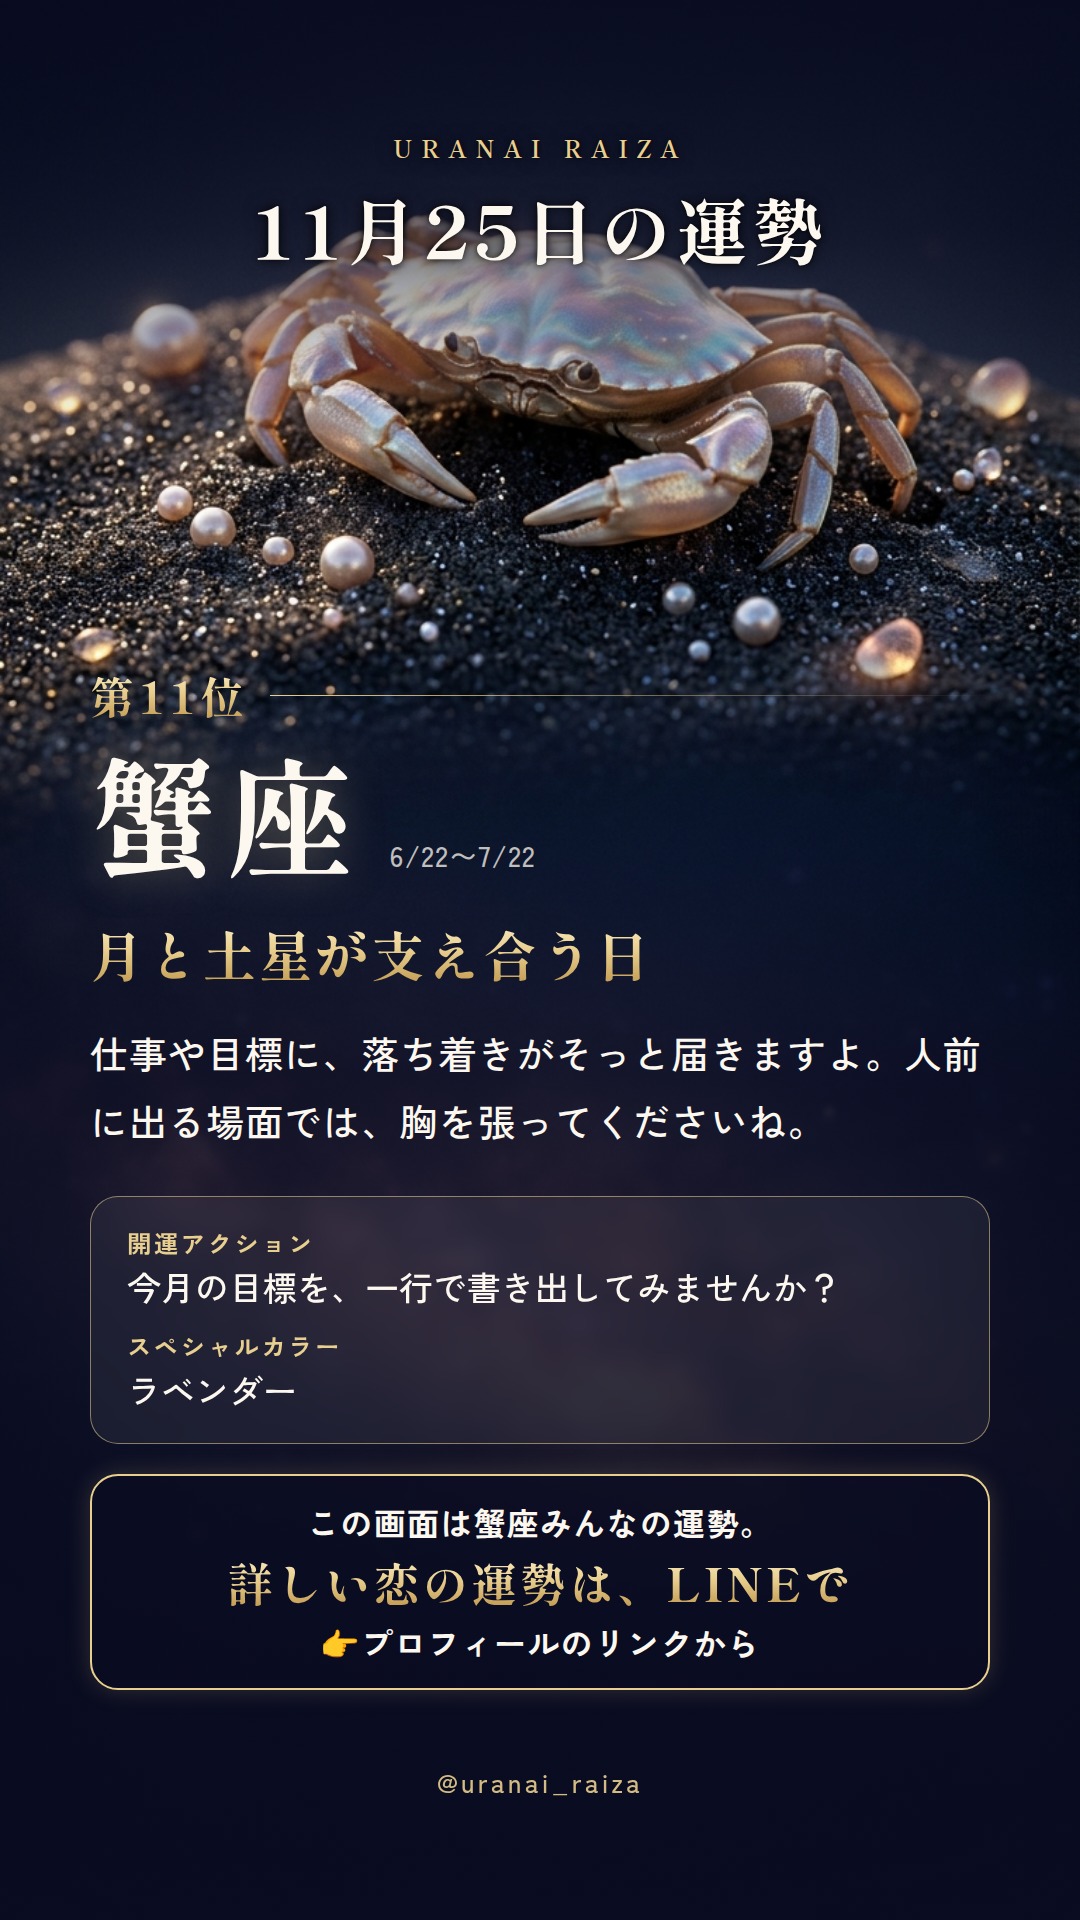 URANAI RAIZA
11月25日の運勢
第11位
蟹座 6/22〜7/22
月と土星が支え合う日
仕事や目標に、落ち着きがそっと届きますよ。人前
に出る場面では、胸を張ってくださいね。
開運アクション
今月の目標を、一行で書き出してみませんか？
スペシャルカラー
ラベンダー
この画面は蟹座みんなの運勢。
詳しい恋の運勢は、LINEで
👉プロフィールのリンクから
@uranai_raiza